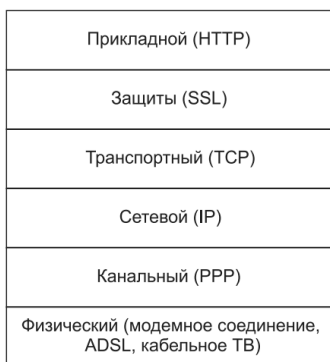 Прикладной (HTTP)
Защиты (SSL)
Транспортный (TCP)
Сетевой (IP)
Канальный (PPP)
Физический (модемное соединение,
ADSL, кабельное ТВ)